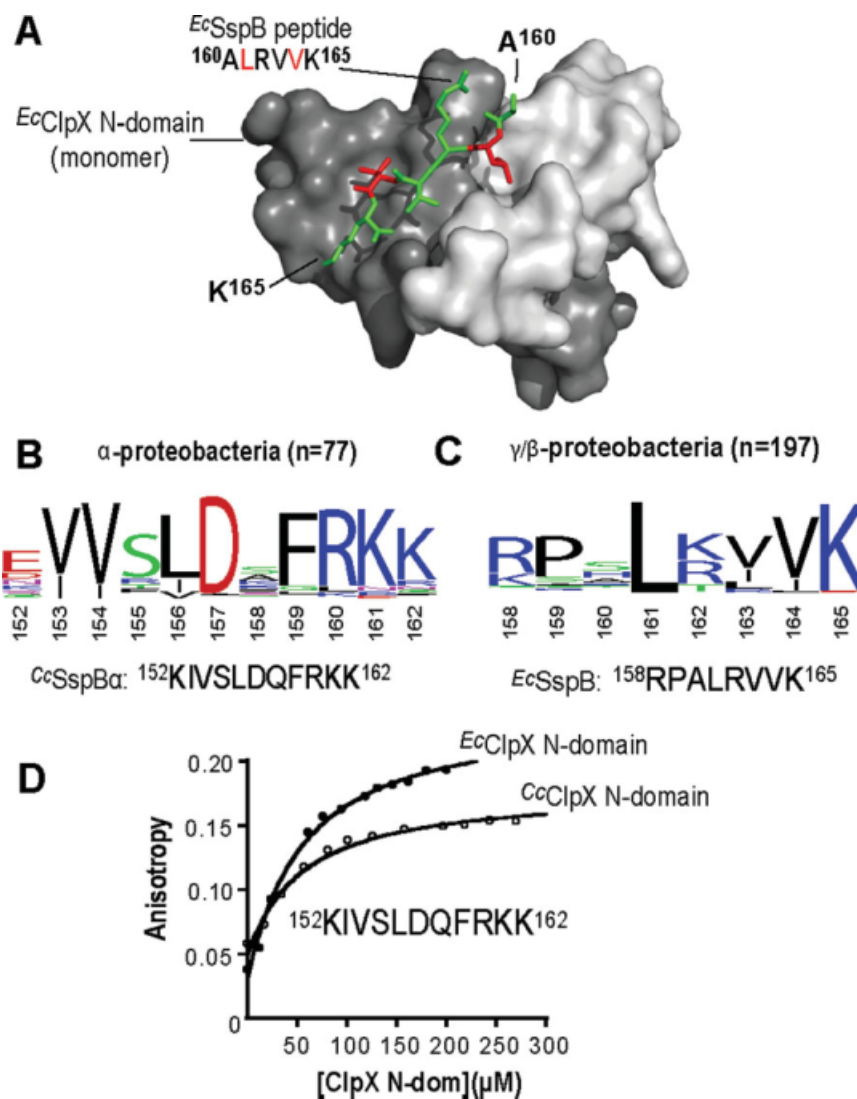 A
EcSspB peptide
160ALRVVK165
A160
EcClpX N-domain
(monomer)
K165
B
α-proteobacteria (n=77)
C
γ/β-proteobacteria (n=197)
E V V S L D F R K K
R P L K V V K
K R
I I I
152 153 154 155 156 157 158 159 160 161 162
158 159 160 161 162 163 164 165
CcSspBα: 152KIVSLDQFRKK162
EcSspB: 158RPALRVVK165
D
EcClpX N-domain
0.20
CcClpX N-domain
0.15
Anisotropy
0.10
152KIVSLDQFRKK162
0.05
0
50 100 150 200 250 300
[ClpX N-dom](µM)